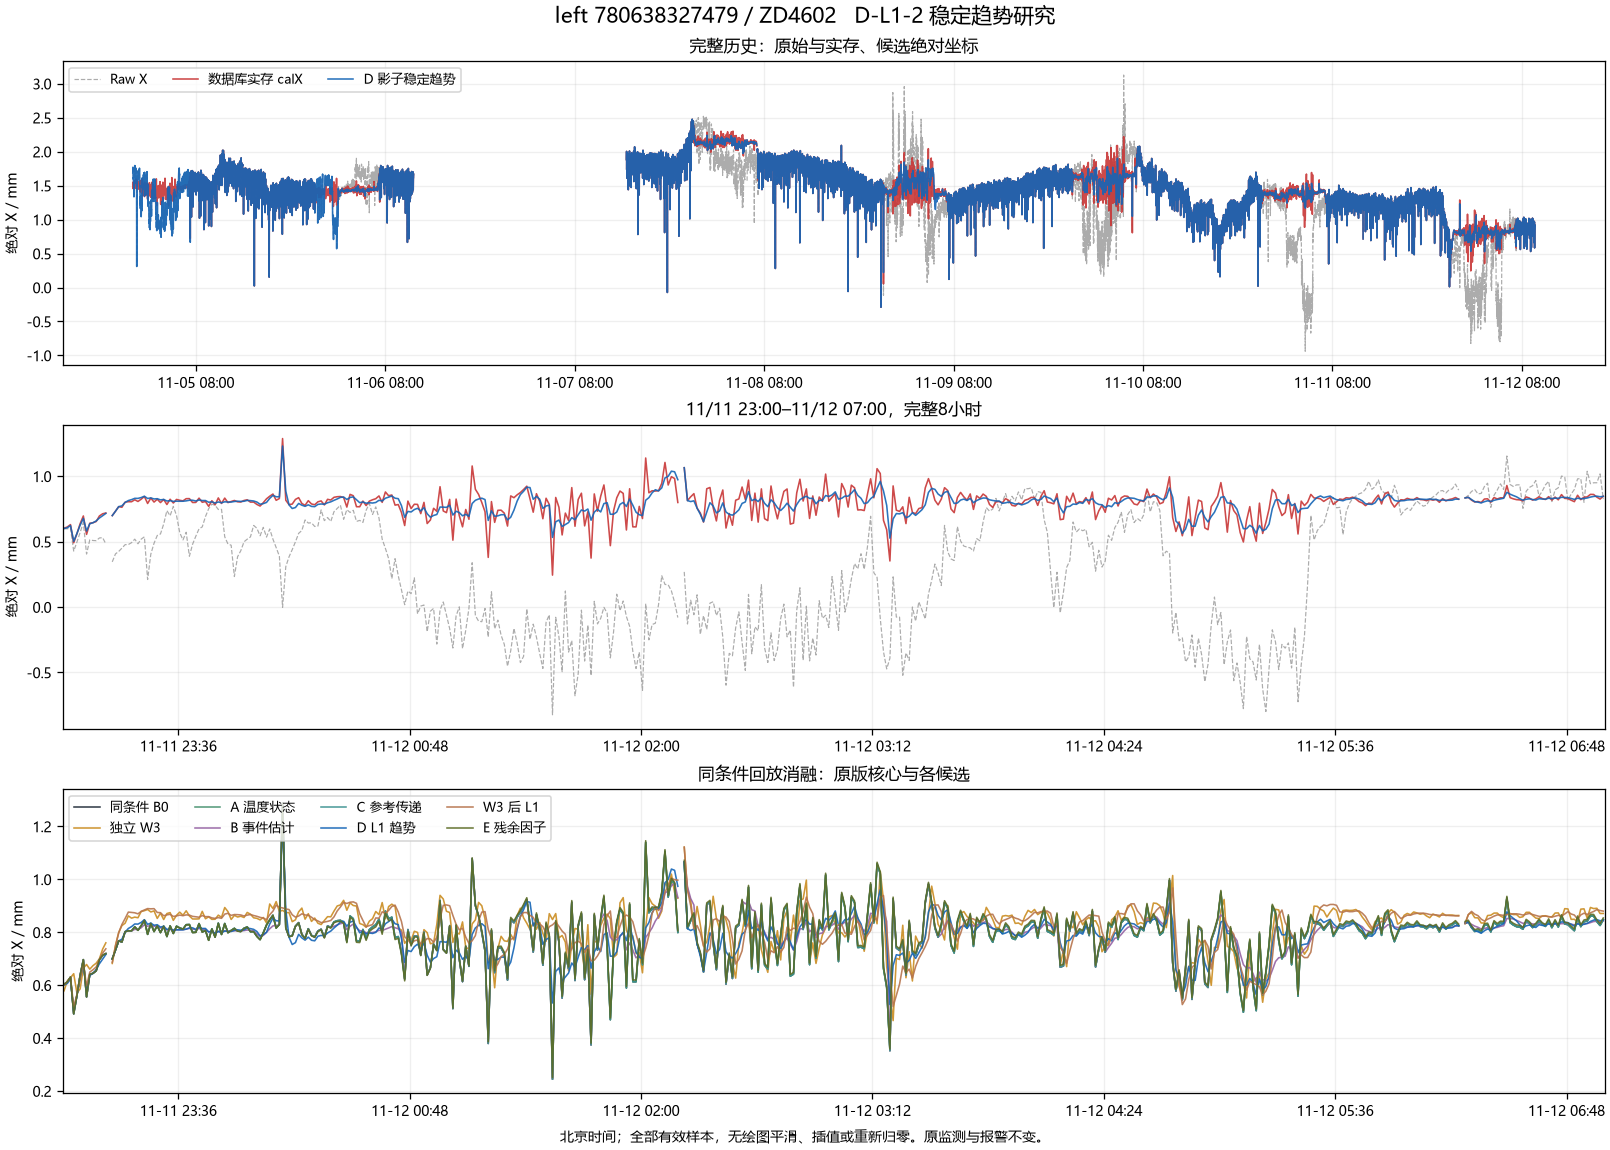 left 780638327479 / ZD4602   D-L1-2 稳定趋势研究
完整历史：原始与实存、候选绝对坐标
Raw X 数据库实存 calX D 影子稳定趋势
绝对 X / mm
3.0
2.5
2.0
1.5
1.0
0.5
0.0
-0.5
-1.0
11-05 08:00 11-06 08:00 11-07 08:00 11-08 08:00 11-09 08:00 11-10 08:00 11-11 08:00 11-12 08:00
11/11 23:00–11/12 07:00，完整8小时
绝对 X / mm
1.0
0.5
0.0
-0.5
11-11 23:36 11-12 00:48 11-12 02:00 11-12 03:12 11-12 04:24 11-12 05:36 11-12 06:48
同条件回放消融：原版核心与各候选
同条件 B0 A 温度状态 C 参考传递 W3 后 L1
独立 W3 B 事件估计 D L1 趋势 E 残余因子
绝对 X / mm
1.2
1.0
0.8
0.6
0.4
0.2
11-11 23:36 11-12 00:48 11-12 02:00 11-12 03:12 11-12 04:24 11-12 05:36 11-12 06:48
北京时间；全部有效样本，无绘图平滑、插值或重新归零。原监测与报警不变。